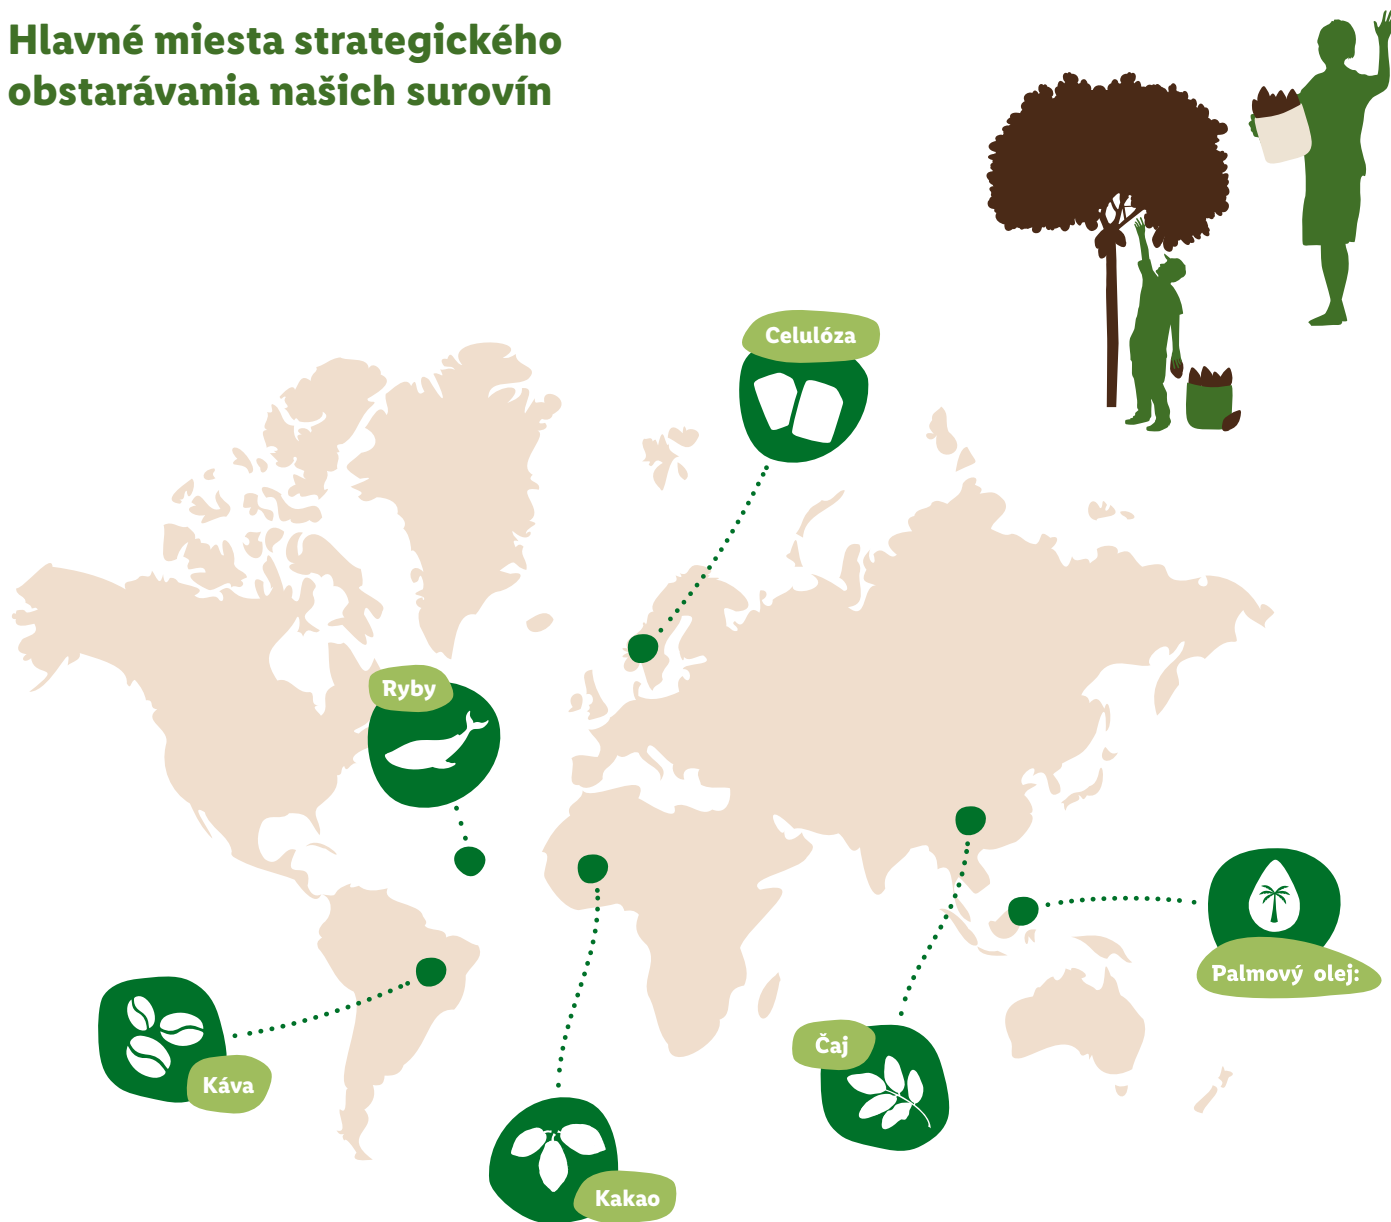 Hlavné miesta strategického
obstarávania našich surovín
Celulóza
Ryby
Palmový olej:
Čaj
Káva
Kakao